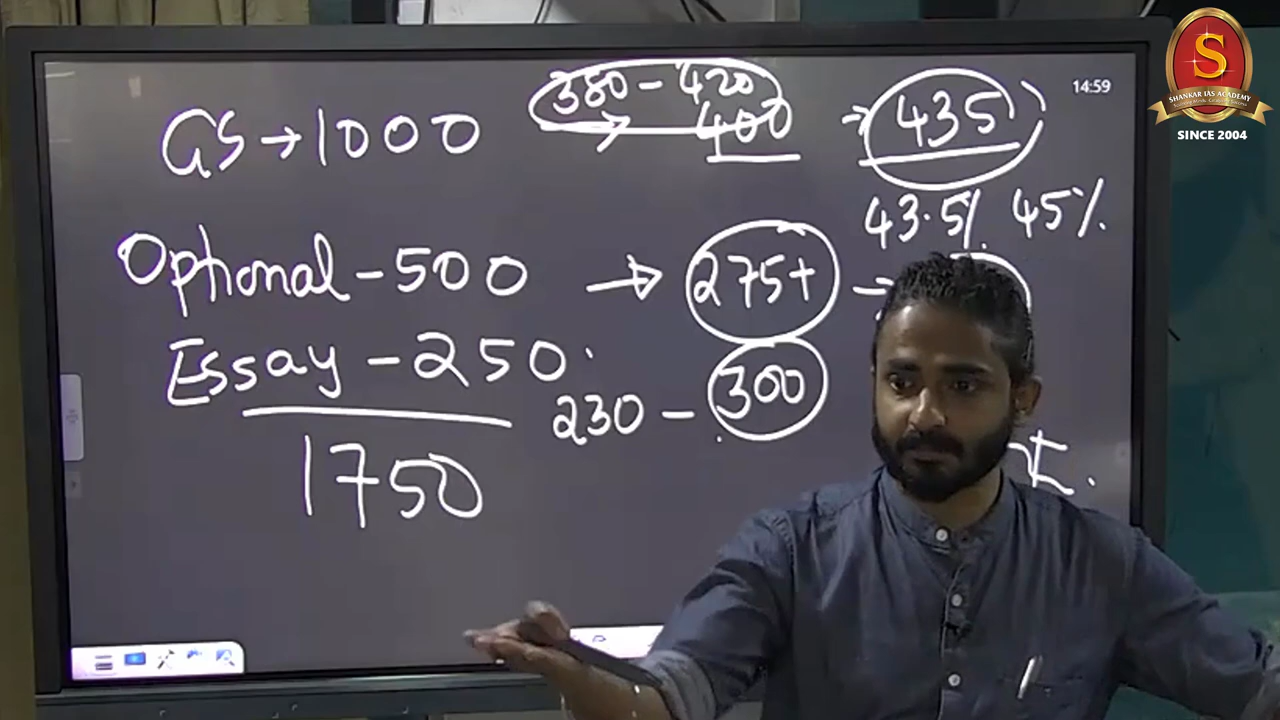 380 - 420
14:59
GS → 1000 → 400 → 435
43.5% 45%.
Optional - 500 → 275+ →
Essay - 250.
230 - 300
1750
S
SHANKAR IAS ACADEMY
SINCE 2004